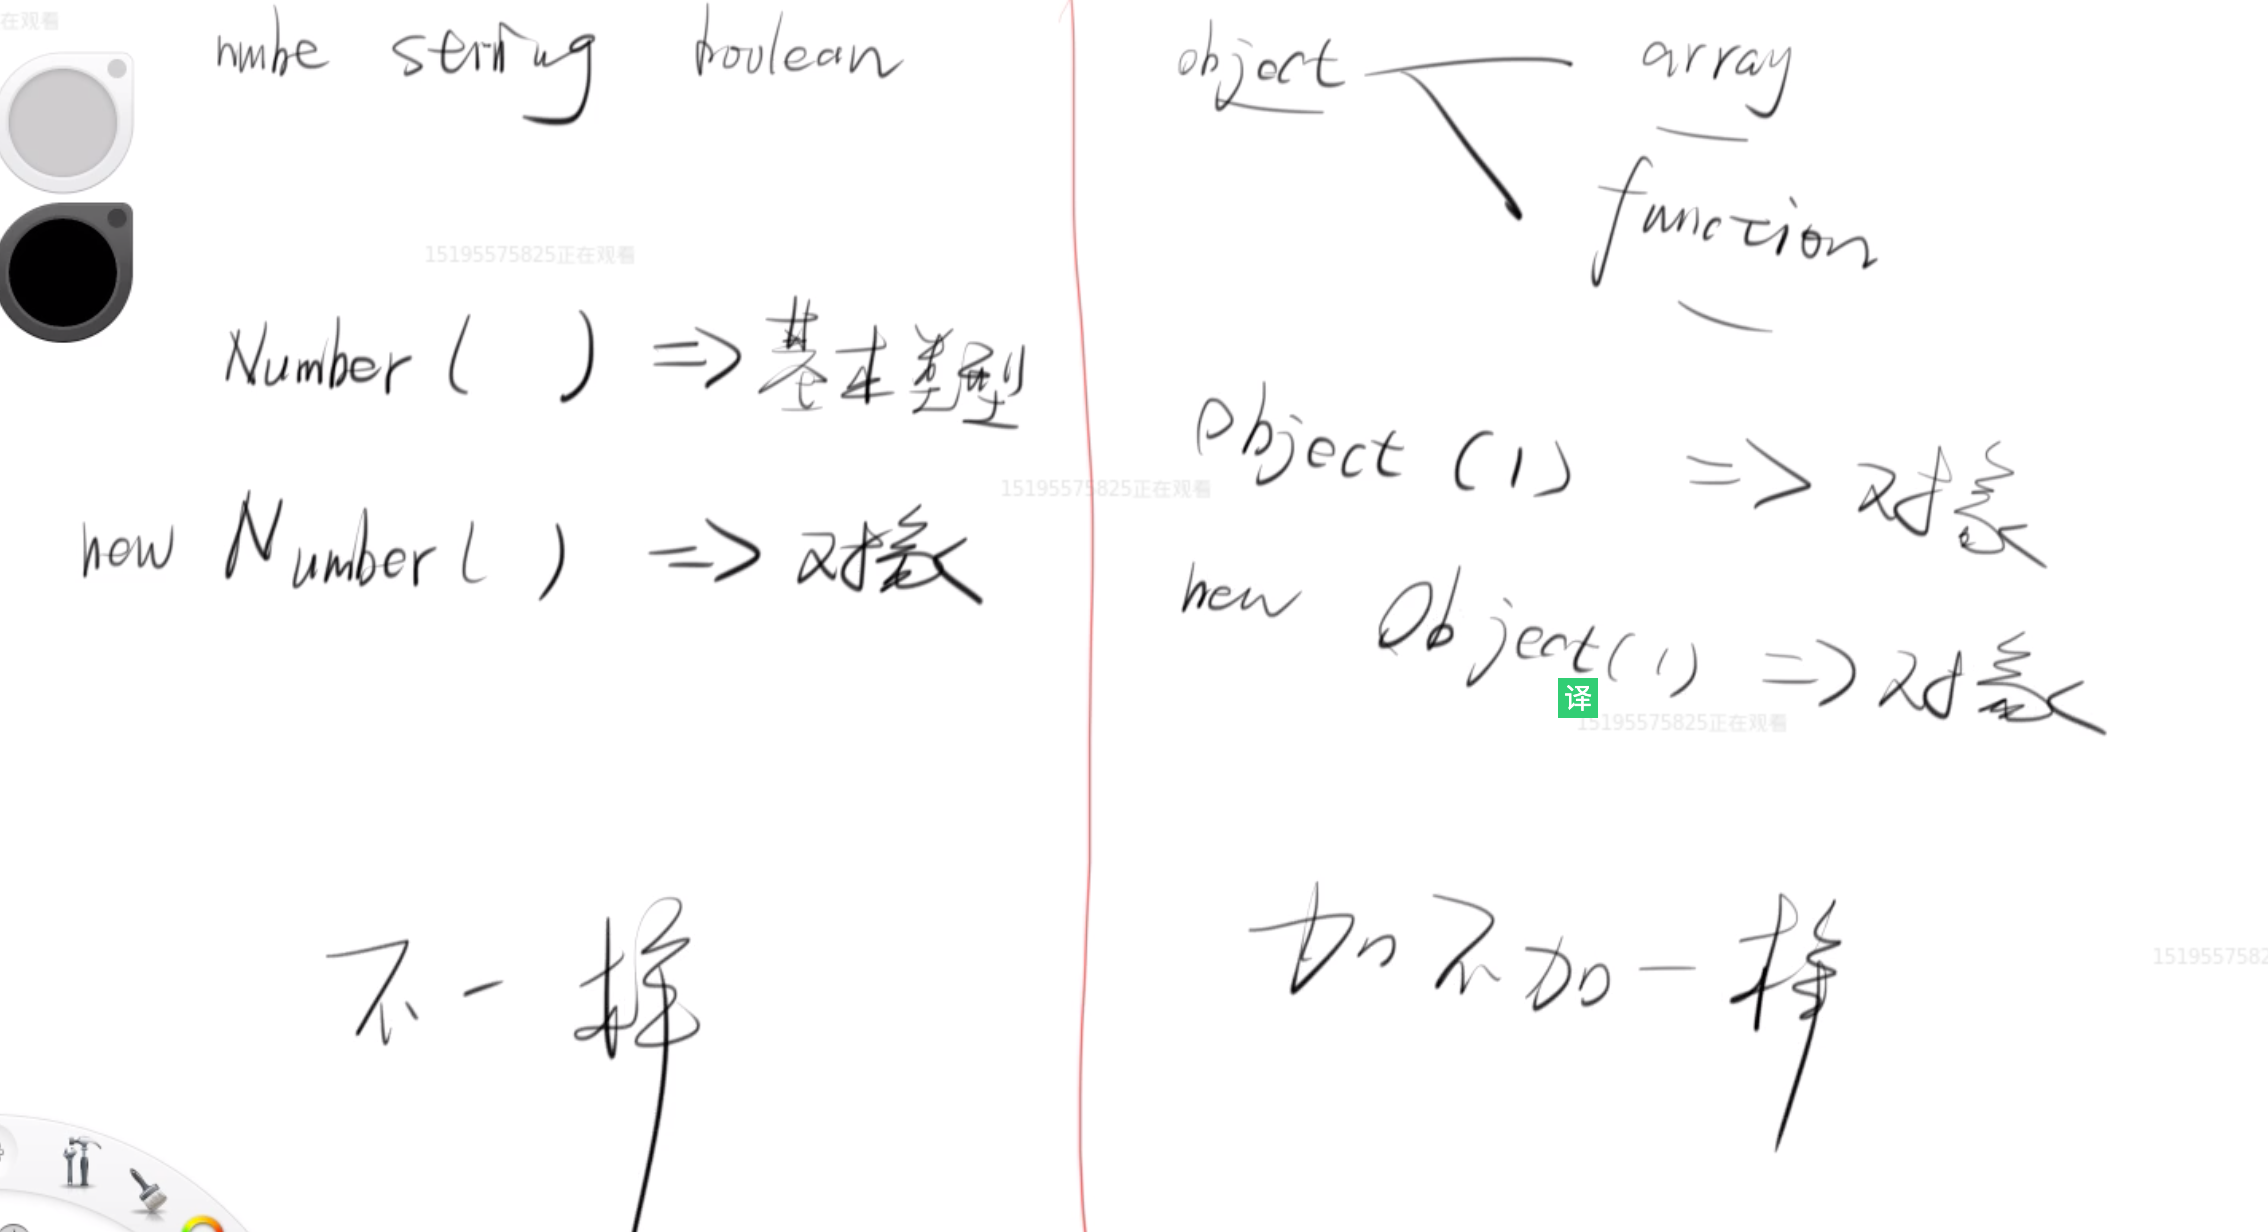 在观看
nmbe string boolean
object array
function
15195575825正在观看
Number ( ) => 基本类型
new Number ( ) => 对象
15195575825正在观看
Object (1) => 对象
new Object (1) => 对象
译
15195575825正在观看
不一样
加不加一样
1519557582